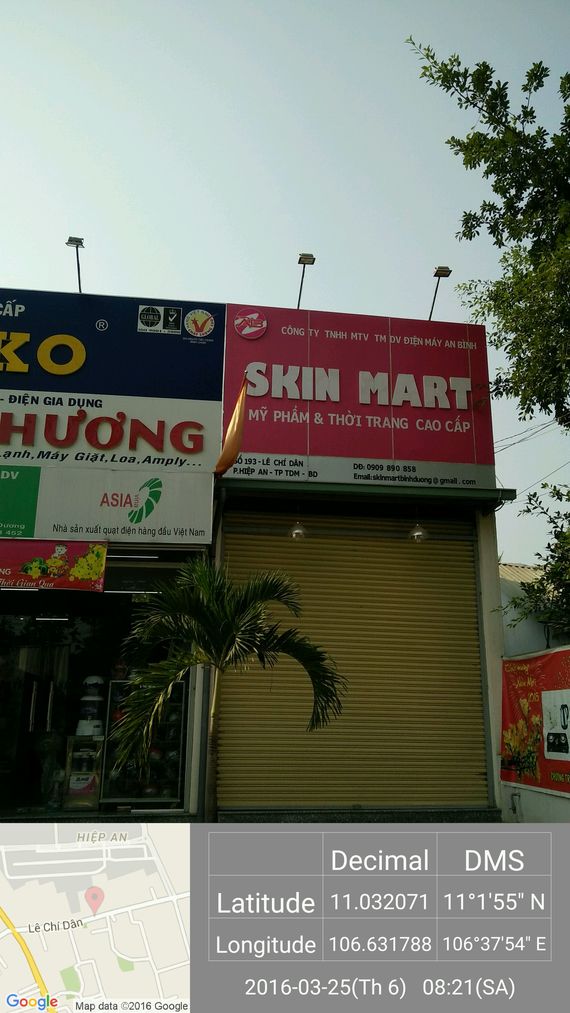 CẤP
KO
®
- ĐIỆN GIA DỤNG
HƯƠNG
Lạnh,Máy Giặt,Loa,Amply...
DV
Dương
ASIA
Nhà sản xuất quạt điện hàng đầu Việt Nam
Thời Gian Qua
CÔNG TY TNHH MTV TM DV ĐIỆN MÁY AN BÌNH
SKIN MART
MỸ PHẨM & THỜI TRANG CAO CẤP
SỐ 193-LÊ CHÍ DÂN
P.HIỆP AN - TP TDM - BD
DĐ: 0909 890 858
Email:skinmartbinhduong@gmail.com
HIỆP AN
Lê Chí Dân
Google
Map data ©2016 Google
Decimal DMS
Latitude 11.032071 11°1'55" N
Longitude 106.631788 106°37'54" E
2016-03-25(Th 6) 08:21(SA)